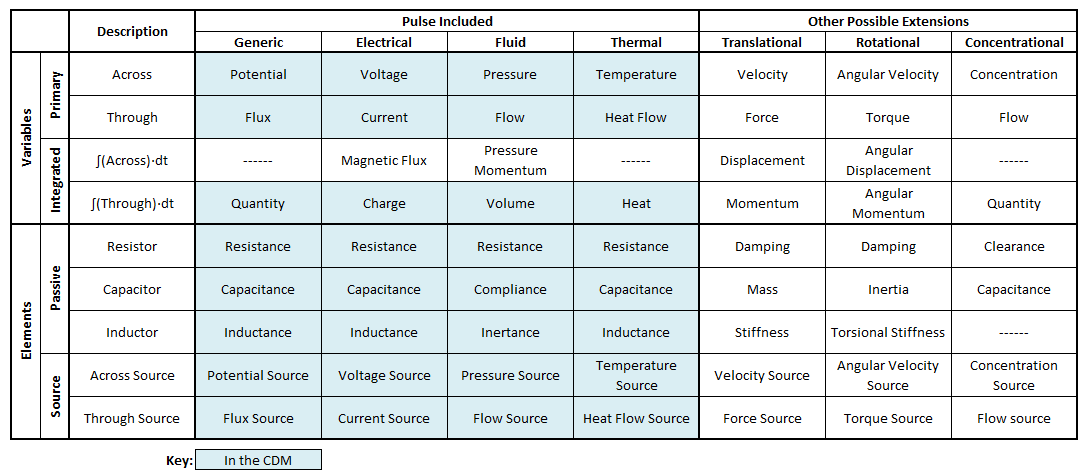 Description Pulse Included Other Possible Extensions
Generic Electrical Fluid Thermal Translational Rotational Concentrational
Variables
Primary
Across Potential Voltage Pressure Temperature Velocity Angular Velocity Concentration
Through Flux Current Flow Heat Flow Force Torque Flow
Integrated
∫(Across)·dt ------ Magnetic Flux Pressure Momentum ------ Displacement Angular Displacement ------
∫(Through)·dt Quantity Charge Volume Heat Momentum Angular Momentum Quantity
Elements
Passive
Resistor Resistance Resistance Resistance Resistance Damping Damping Clearance
Capacitor Capacitance Capacitance Compliance Capacitance Mass Inertia Capacitance
Inductor Inductance Inductance Inertance Inductance Stiffness Torsional Stiffness ------
Source
Across Source Potential Source Voltage Source Pressure Source Temperature Source Velocity Source Angular Velocity Source Concentration Source
Through Source Flux Source Current Source Flow Source Heat Flow Source Force Source Torque Source Flow source
Key: In the CDM